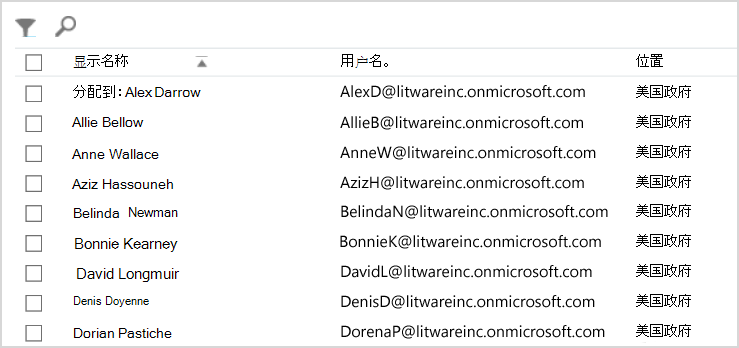 显示名称 用户名。 位置
分配到：Alex Darrow AlexD@litwareinc.onmicrosoft.com 美国政府
Allie Bellow AllieB@litwareinc.onmicrosoft.com 美国政府
Anne Wallace AnneW@litwareinc.onmicrosoft.com 美国政府
Aziz Hassouneh AzizH@litwareinc.onmicrosoft.com 美国政府
Belinda Newman BelindaN@litwareinc.onmicrosoft.com 美国政府
Bonnie Kearney BonnieK@litwareinc.onmicrosoft.com 美国政府
David Longmuir DavidL@litwareinc.onmicrosoft.com 美国政府
Denis Doyenne DenisD@litwareinc.onmicrosoft.com 美国政府
Dorian Pastiche DorenaP@litwareinc.onmicrosoft.com 美国政府